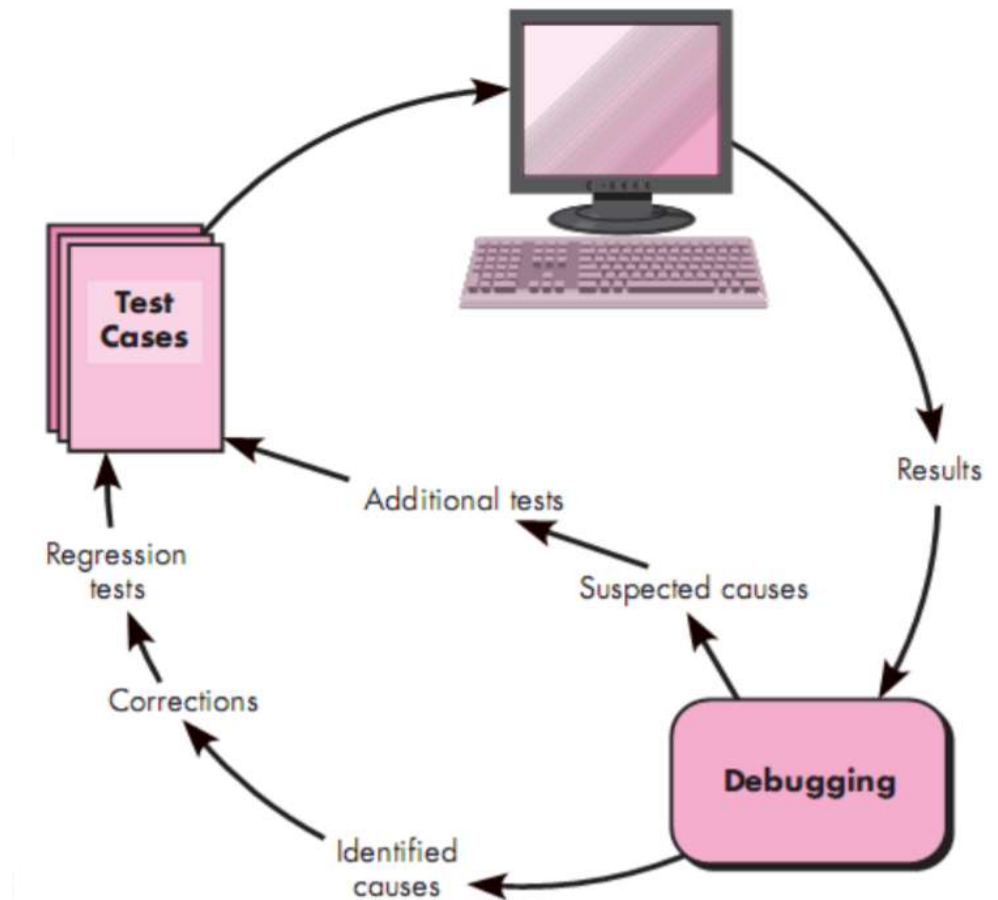 Test
Cases
Results
Additional tests
Regression
tests
Suspected causes
Corrections
Debugging
Identified
causes